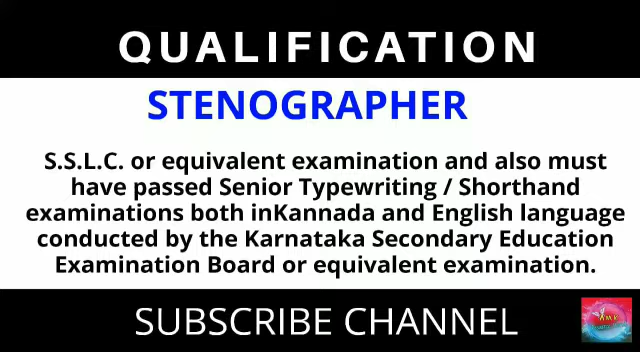 QUALIFICATION
STENOGRAPHER
S.S.L.C. or equivalent examination and also must
have passed Senior Typewriting / Shorthand
examinations both inKannada and English language
conducted by the Karnataka Secondary Education
Examination Board or equivalent examination.
SUBSCRIBE CHANNEL